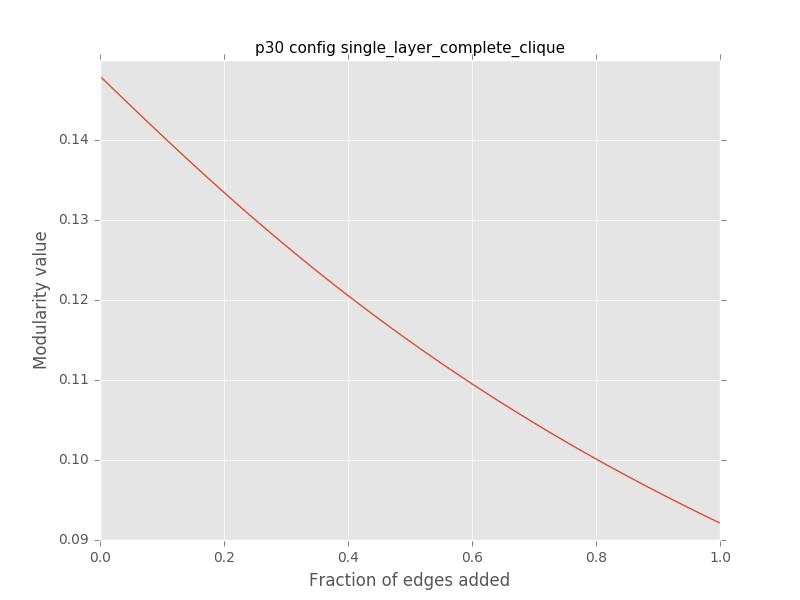 p30 config single_layer_complete_clique
Modularity value
0.14
0.13
0.12
0.11
0.10
0.09
0.0 0.2 0.4 0.6 0.8 1.0
Fraction of edges added